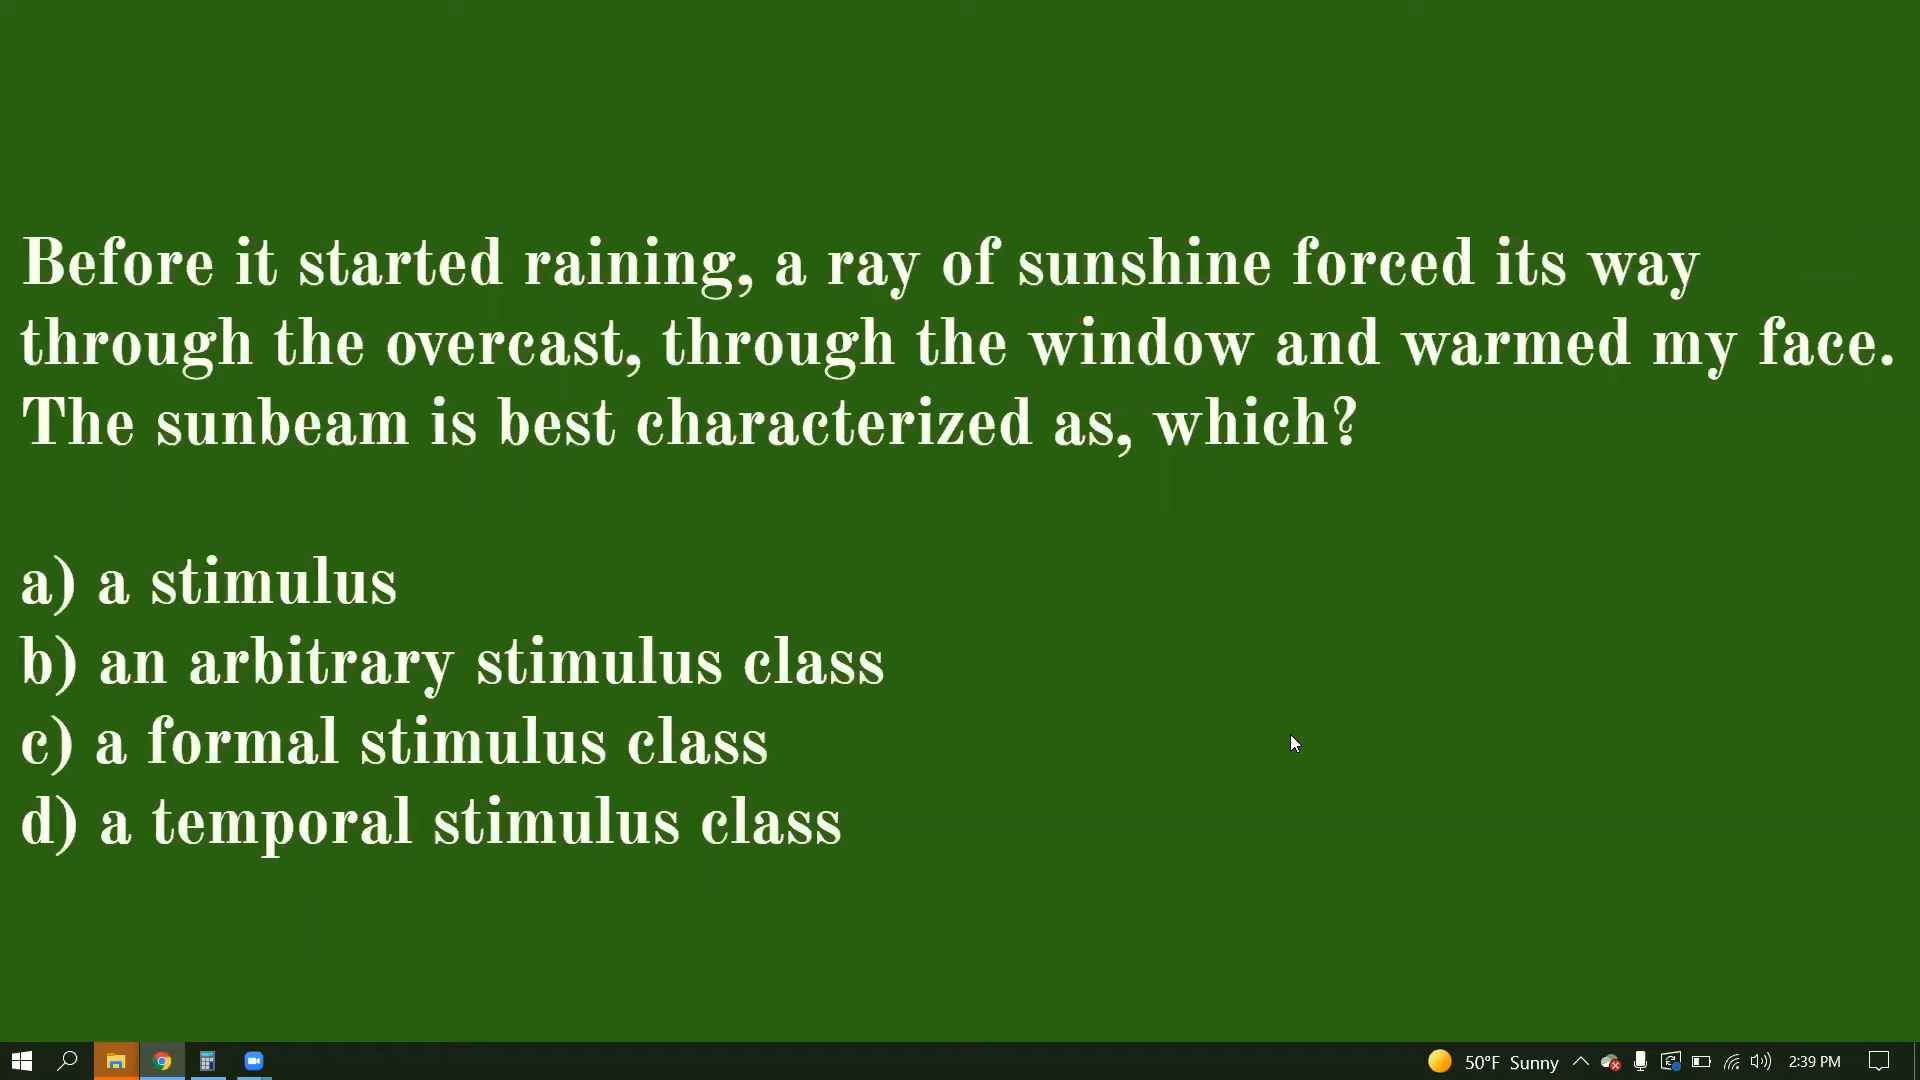 Before it started raining, a ray of sunshine forced its way
through the overcast, through the window and warmed my face.
The sunbeam is best characterized as, which?
a) a stimulus
b) an arbitrary stimulus class
c) a formal stimulus class
d) a temporal stimulus class
50°F Sunny
2:39 PM